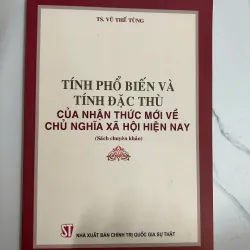 TS. VŨ THẾ TÙNG
TÍNH PHỔ BIẾN VÀ
TÍNH ĐẶC THÙ
CỦA NHẬN THỨC MỚI VỀ
CHỦ NGHĨA XÃ HỘI HIỆN NAY
(Sách chuyên khảo)
ST
NHÀ XUẤT BẢN CHÍNH TRỊ QUỐC GIA SỰ THẬT